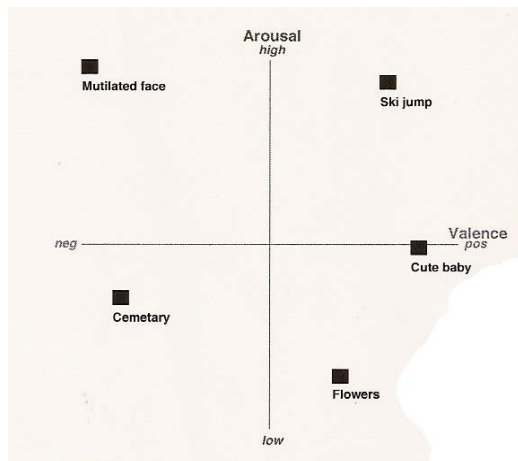 Arousal
high
Mutilated face
Ski jump
Valence
neg
pos
Cute baby
Cemetary
Flowers
low